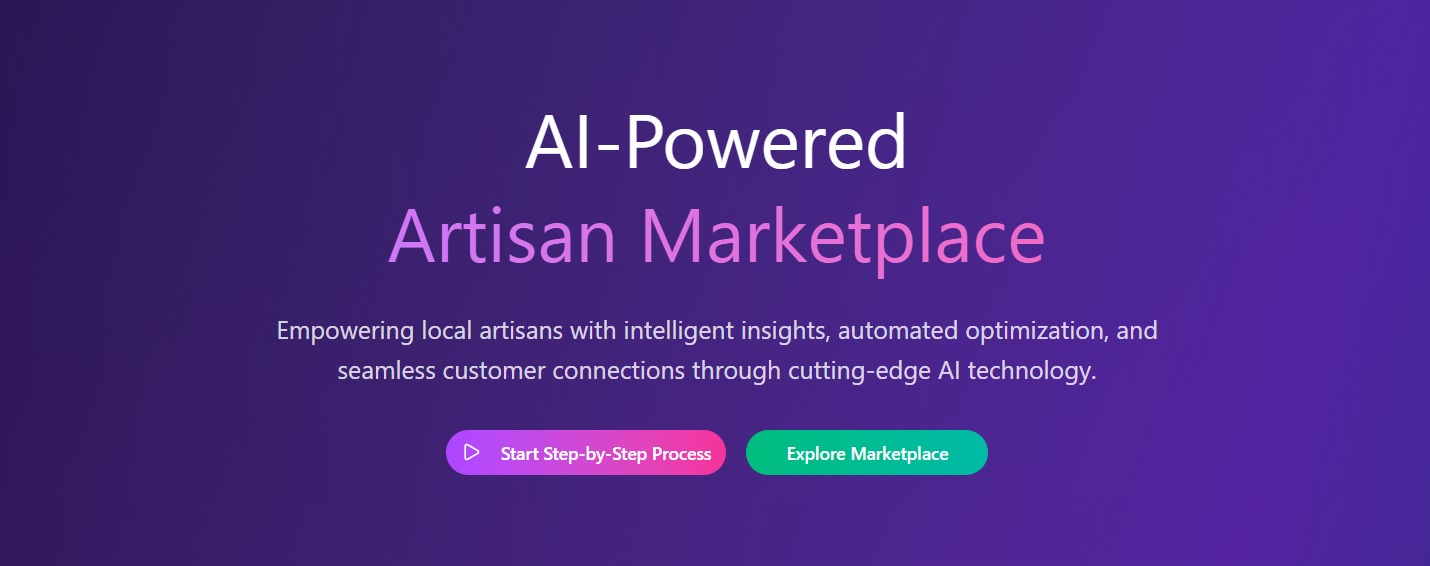 AI-Powered
Artisan Marketplace
Empowering local artisans with intelligent insights, automated optimization, and
seamless customer connections through cutting-edge AI technology.
Start Step-by-Step Process
Explore Marketplace